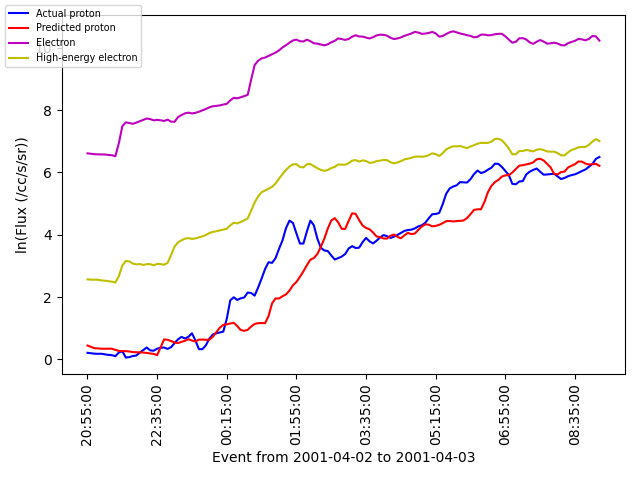 Actual proton
Predicted proton
Electron
High-energy electron
10
8
6
4
2
0
ln(Flux (/cc/s/sr))
20:55:00
22:35:00
00:15:00
01:55:00
03:35:00
05:15:00
06:55:00
08:35:00
Event from 2001-04-02 to 2001-04-03